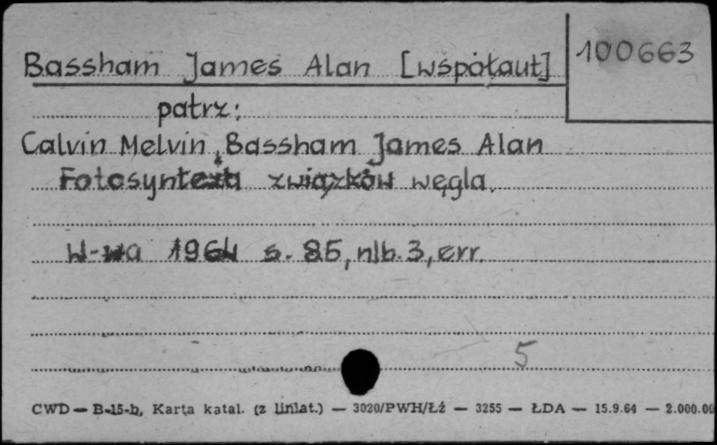 Bassham James Alan [współaut]
100663
patrz:
Calvin Melvin, Bassham James Alan
Fotosynteza związków węgla.
W-wa 1964 s. 85, nlb. 3, err.
5
CWD — B-15-b, Karta katal. (z liniat.) — 3020/PWH/Łź — 3255 — ŁDA — 15.9.64 — 2.000.00